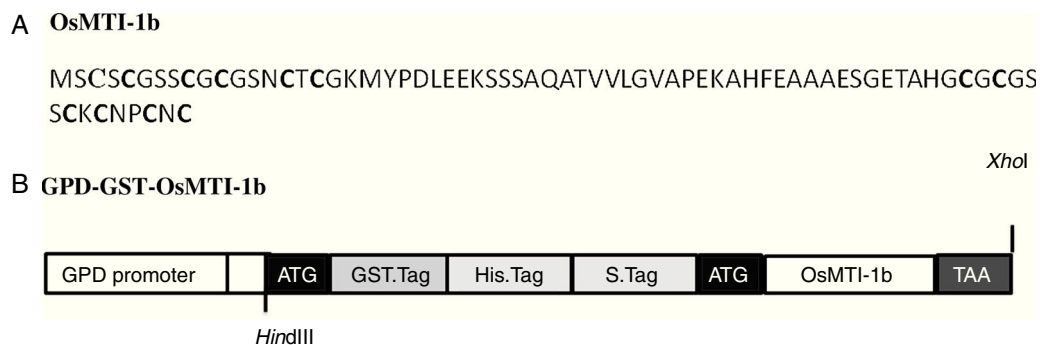 A OsMTI-1b
MSCSCGSSCGCGSNCTCGKMYPDLEEKSSSAQATVVLGVAPEKAHFEAAAESGETAHGCGCGS
SCKCNPCNC
XhoI
B GPD-GST-OsMTI-1b
GPD promoter ATG GST.Tag His.Tag S.Tag ATG OsMTI-1b TAA
HindIII